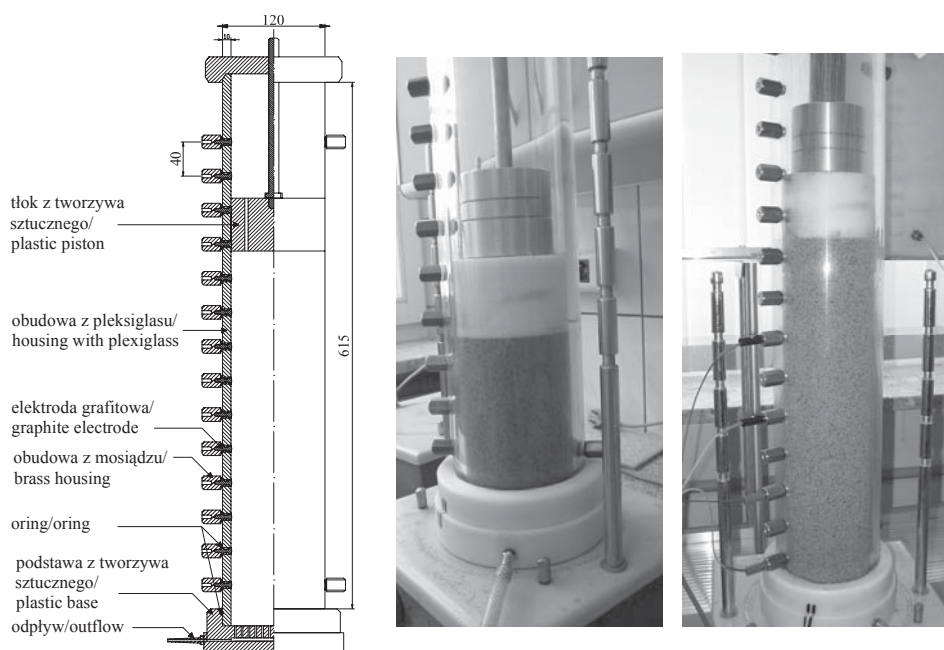 120
10
40
615
tłok z tworzywa
sztucznego/
plastic piston
obudowa z pleksiglasu/
housing with plexiglass
elektroda grafitowa/
graphite electrode
obudowa z mosiądzu/
brass housing
oring/oring
podstawa z tworzywa
sztucznego/
plastic base
odpływ/outflow